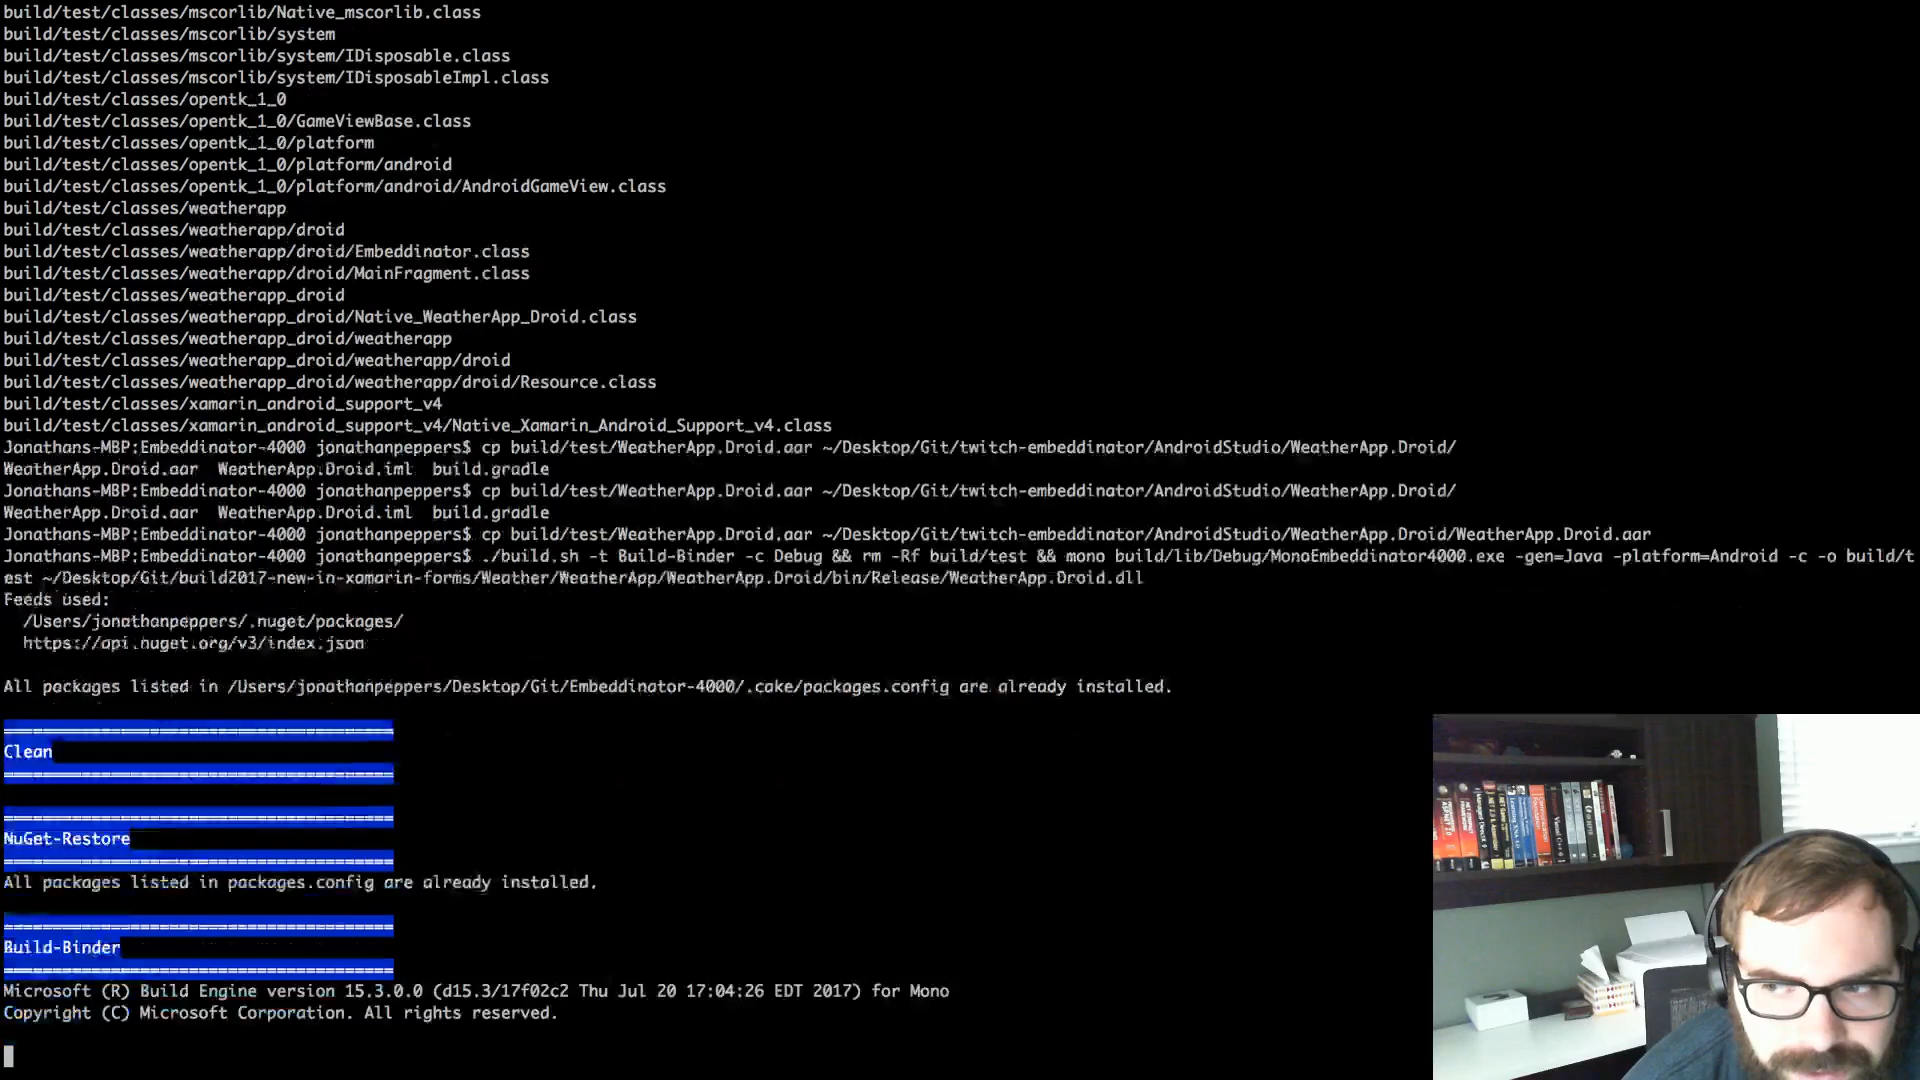 build/test/classes/mscorlib/Native_mscorlib.class
build/test/classes/mscorlib/system
build/test/classes/mscorlib/system/IDisposable.class
build/test/classes/mscorlib/system/IDisposableImpl.class
build/test/classes/opentk_1_0
build/test/classes/opentk_1_0/GameViewBase.class
build/test/classes/opentk_1_0/platform
build/test/classes/opentk_1_0/platform/android
build/test/classes/opentk_1_0/platform/android/AndroidGameView.class
build/test/classes/weatherapp
build/test/classes/weatherapp/droid
build/test/classes/weatherapp/droid/Embeddinator.class
build/test/classes/weatherapp/droid/MainFragment.class
build/test/classes/weatherapp_droid
build/test/classes/weatherapp_droid/Native_WeatherApp_Droid.class
build/test/classes/weatherapp_droid/weatherapp
build/test/classes/weatherapp_droid/weatherapp/droid
build/test/classes/weatherapp_droid/weatherapp/droid/Resource.class
build/test/classes/xamarin_android_support_v4
build/test/classes/xamarin_android_support_v4/Native_Xamarin_Android_Support_v4.class
Jonathans-MBP:Embeddinator-4000 jonathanpeppers$ cp build/test/WeatherApp.Droid.aar ~/Desktop/Git/twitch-embeddinator/AndroidStudio/WeatherApp.Droid/
WeatherApp.Droid.aar  WeatherApp.Droid.iml  build.gradle
Jonathans-MBP:Embeddinator-4000 jonathanpeppers$ cp build/test/WeatherApp.Droid.aar ~/Desktop/Git/twitch-embeddinator/AndroidStudio/WeatherApp.Droid/
WeatherApp.Droid.aar  WeatherApp.Droid.iml  build.gradle
Jonathans-MBP:Embeddinator-4000 jonathanpeppers$ cp build/test/WeatherApp.Droid.aar ~/Desktop/Git/twitch-embeddinator/AndroidStudio/WeatherApp.Droid/WeatherApp.Droid.aar
Jonathans-MBP:Embeddinator-4000 jonathanpeppers$ ./build.sh -t Build-Binder -c Debug && rm -Rf build/test && mono build/lib/Debug/MonoEmbeddinator4000.exe -gen=Java -platform=Android -c -o build/t
est ~/Desktop/Git/build2017-new-in-xamarin-forms/Weather/WeatherApp/WeatherApp.Droid/bin/Release/WeatherApp.Droid.dll
Feeds used:
  /Users/jonathanpeppers/.nuget/packages/
  https://api.nuget.org/v3/index.json
All packages listed in /Users/jonathanpeppers/Desktop/Git/Embeddinator-4000/.cake/packages.config are already installed.
========================================
Clean
========================================
========================================
NuGet-Restore
========================================
All packages listed in packages.config are already installed.
========================================
Build-Binder
========================================
Microsoft (R) Build Engine version 15.3.0.0 (d15.3/17f02c2 Thu Jul 20 17:04:26 EDT 2017) for Mono
Copyright (C) Microsoft Corporation. All rights reserved.